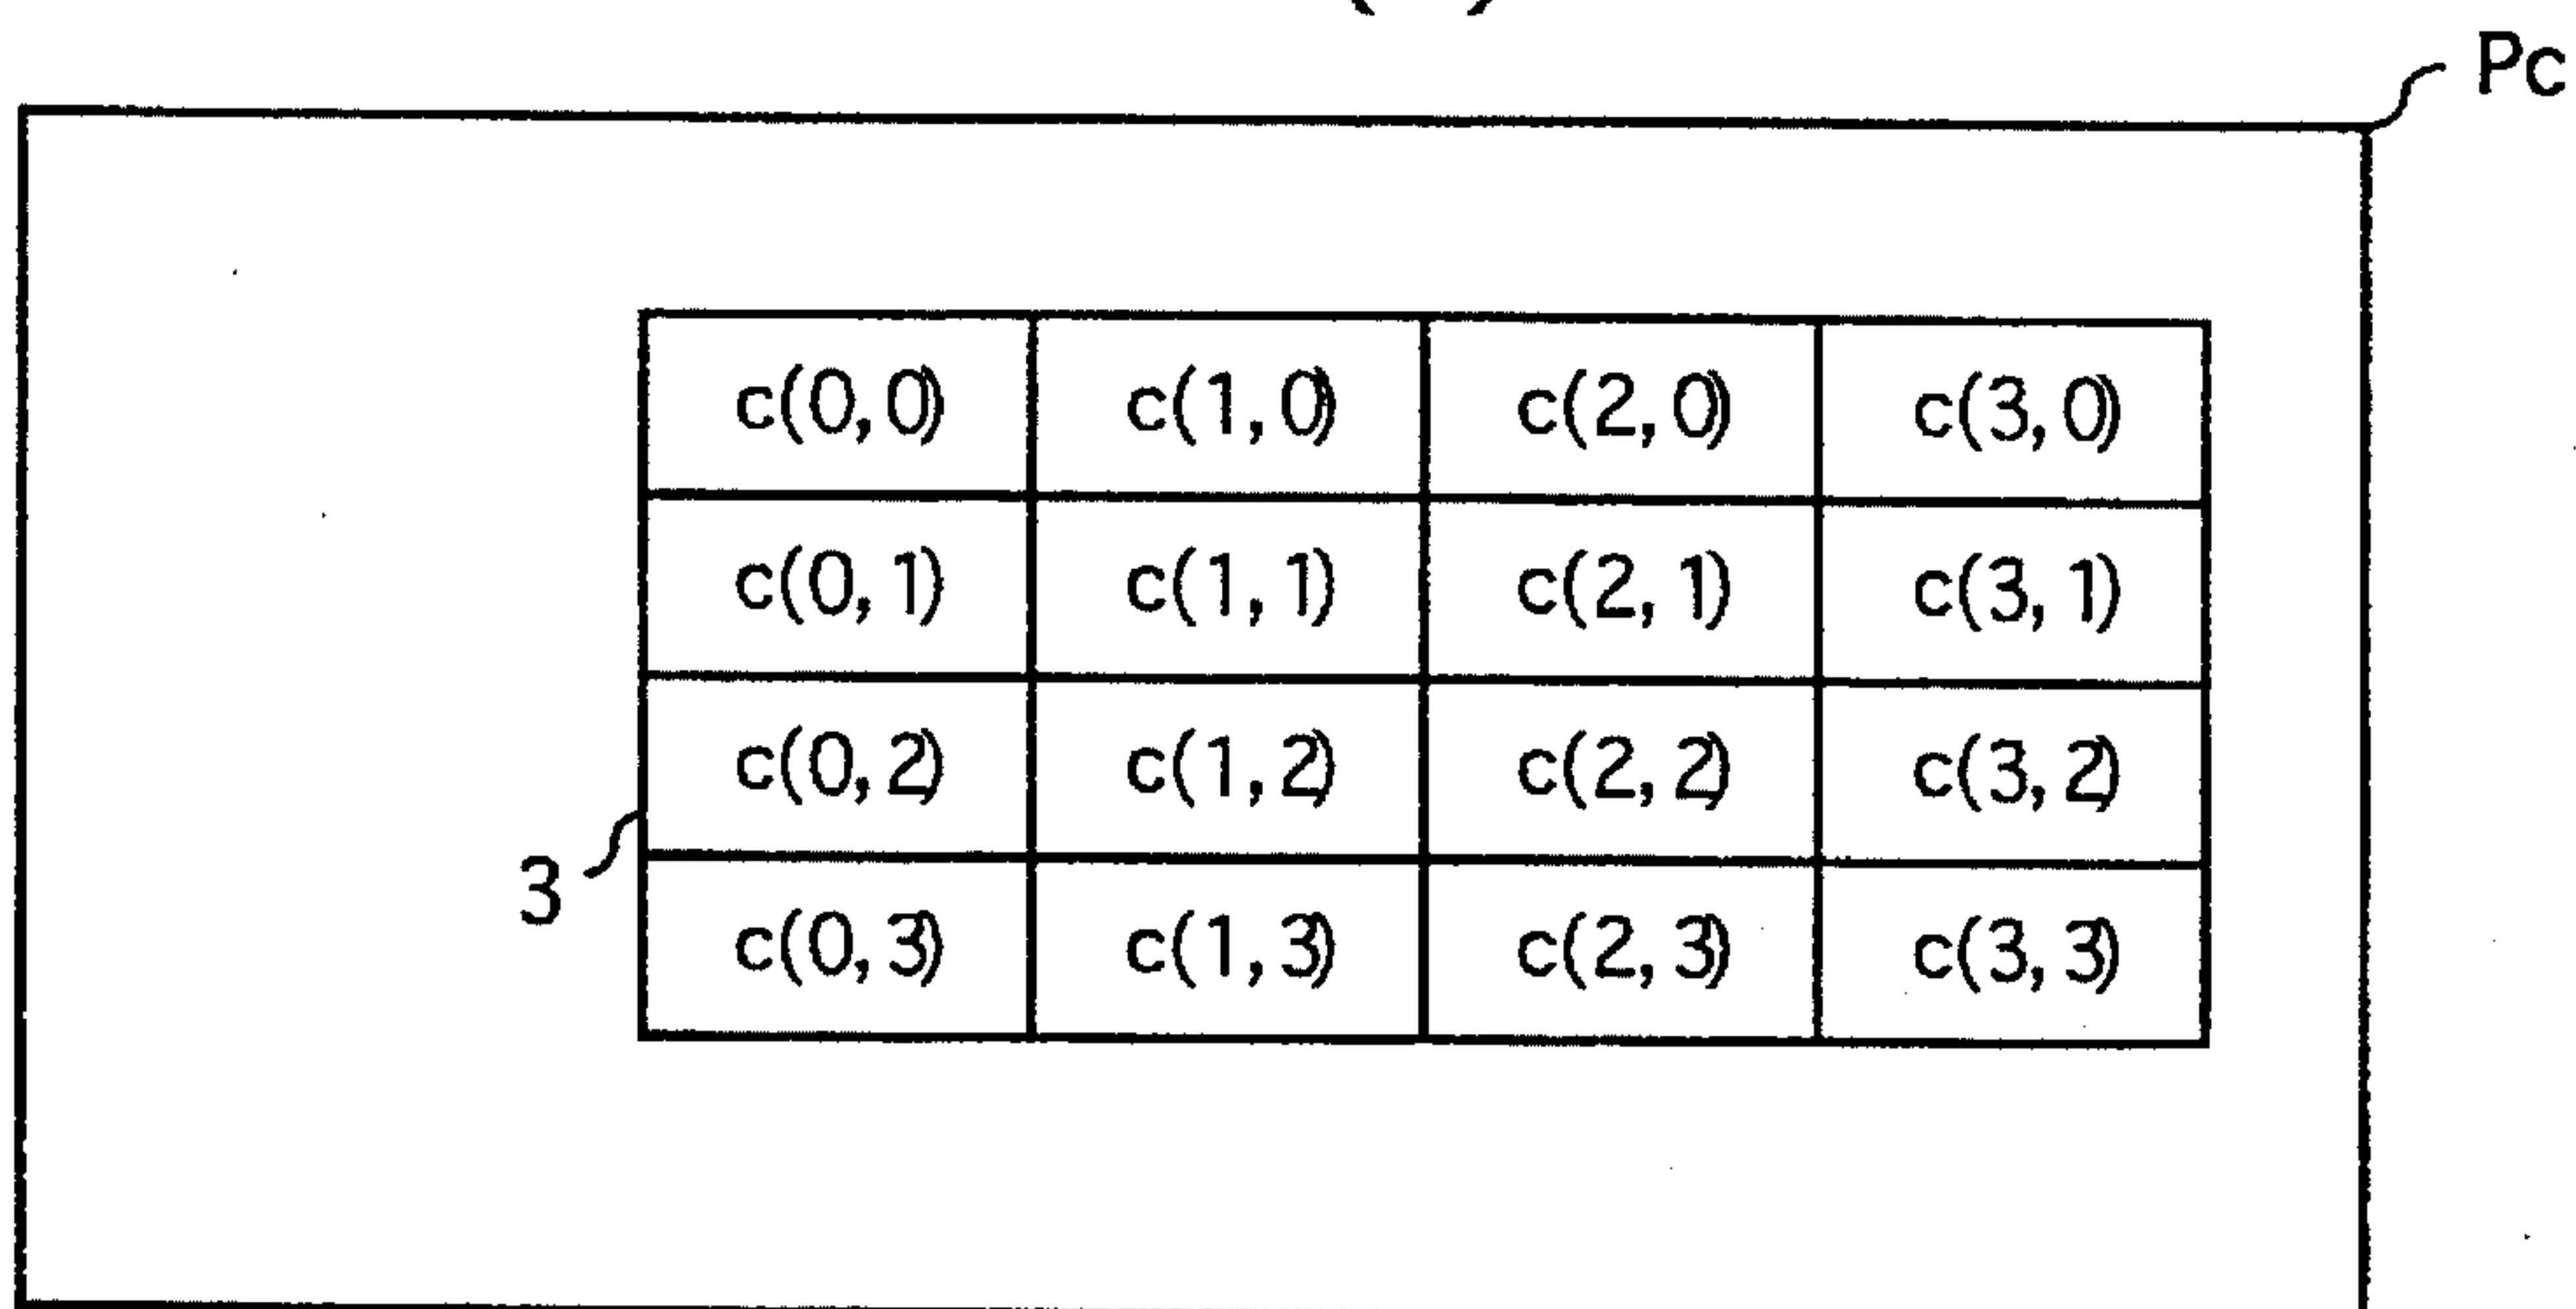 Pc
c(0,0) c(1,0) c(2,0) c(3,0)
c(0,1) c(1,1) c(2,1) c(3,1)
c(0,2) c(1,2) c(2,2) c(3,2)
3
c(0,3) c(1,3) c(2,3) c(3,3)